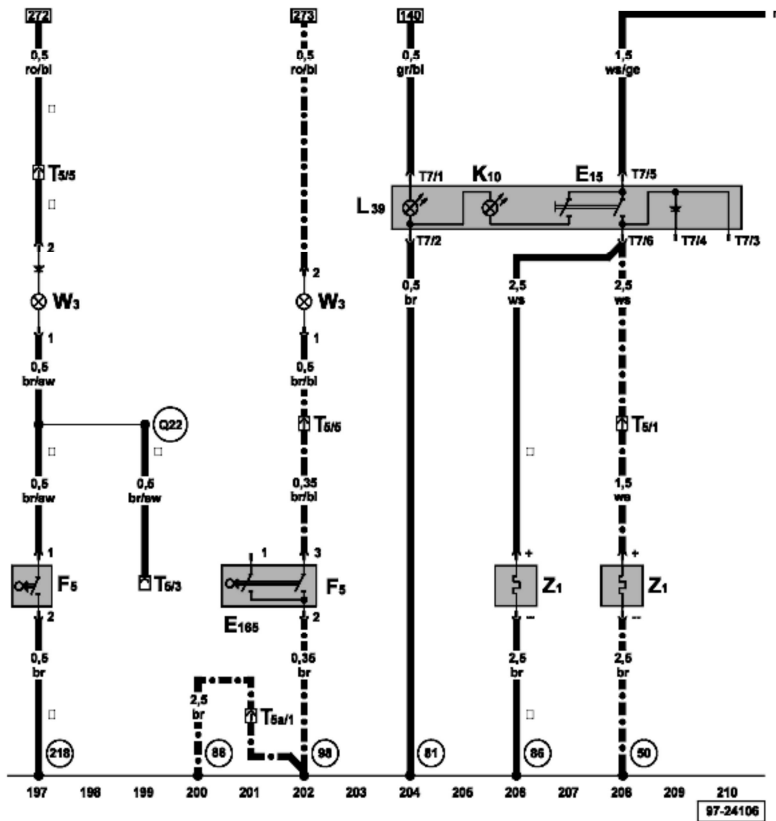 272 273 140
0,5 0,5 0,5 1,5
ro/bl ro/bl gr/bl ws/ge
T5/5 T7/1 K10 E15 T7/5
L39
2 T7/2 T7/6 T7/4 T7/3
2
0,5 2,5 2,5
br ws ws
W3 W3
1 1
0,5 0,5
br/sw br/bl
Q22 T5/5 T5/1
0,5 0,5 0,35 1,5
br/sw br/sw br/bl ws
1 1 3 + +
F5 T5/3 F5 Z1 Z1
2 E165 2 -- --
0,5 0,35 2,5 2,5
br br br br
2,5
br T5a/1
218 98 81 86 50
197 198 199 200 201 202 203 204 205 206 207 208 209 210
97-24106